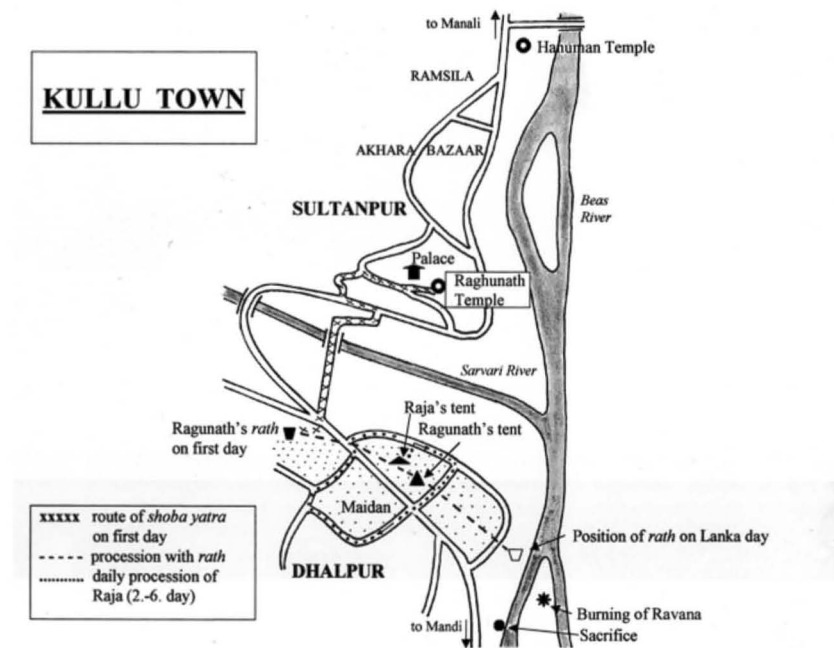 to Manali
Hanuman Temple
KULLU TOWN
RAMSILA
AKHARA BAZAAR
SULTANPUR
Beas
River
Palace
Raghunath
Temple
Sarvari River
Raja's tent
Ragunath's rath
on first day
Ragunath's tent
Maidan
xxxxx route of shoba yatra
on first day
procession with rath
daily procession of
Raja (2.-6. day)
Position of rath on Lanka day
DHALPUR
Burning of Ravana
to Mandi
Sacrifice